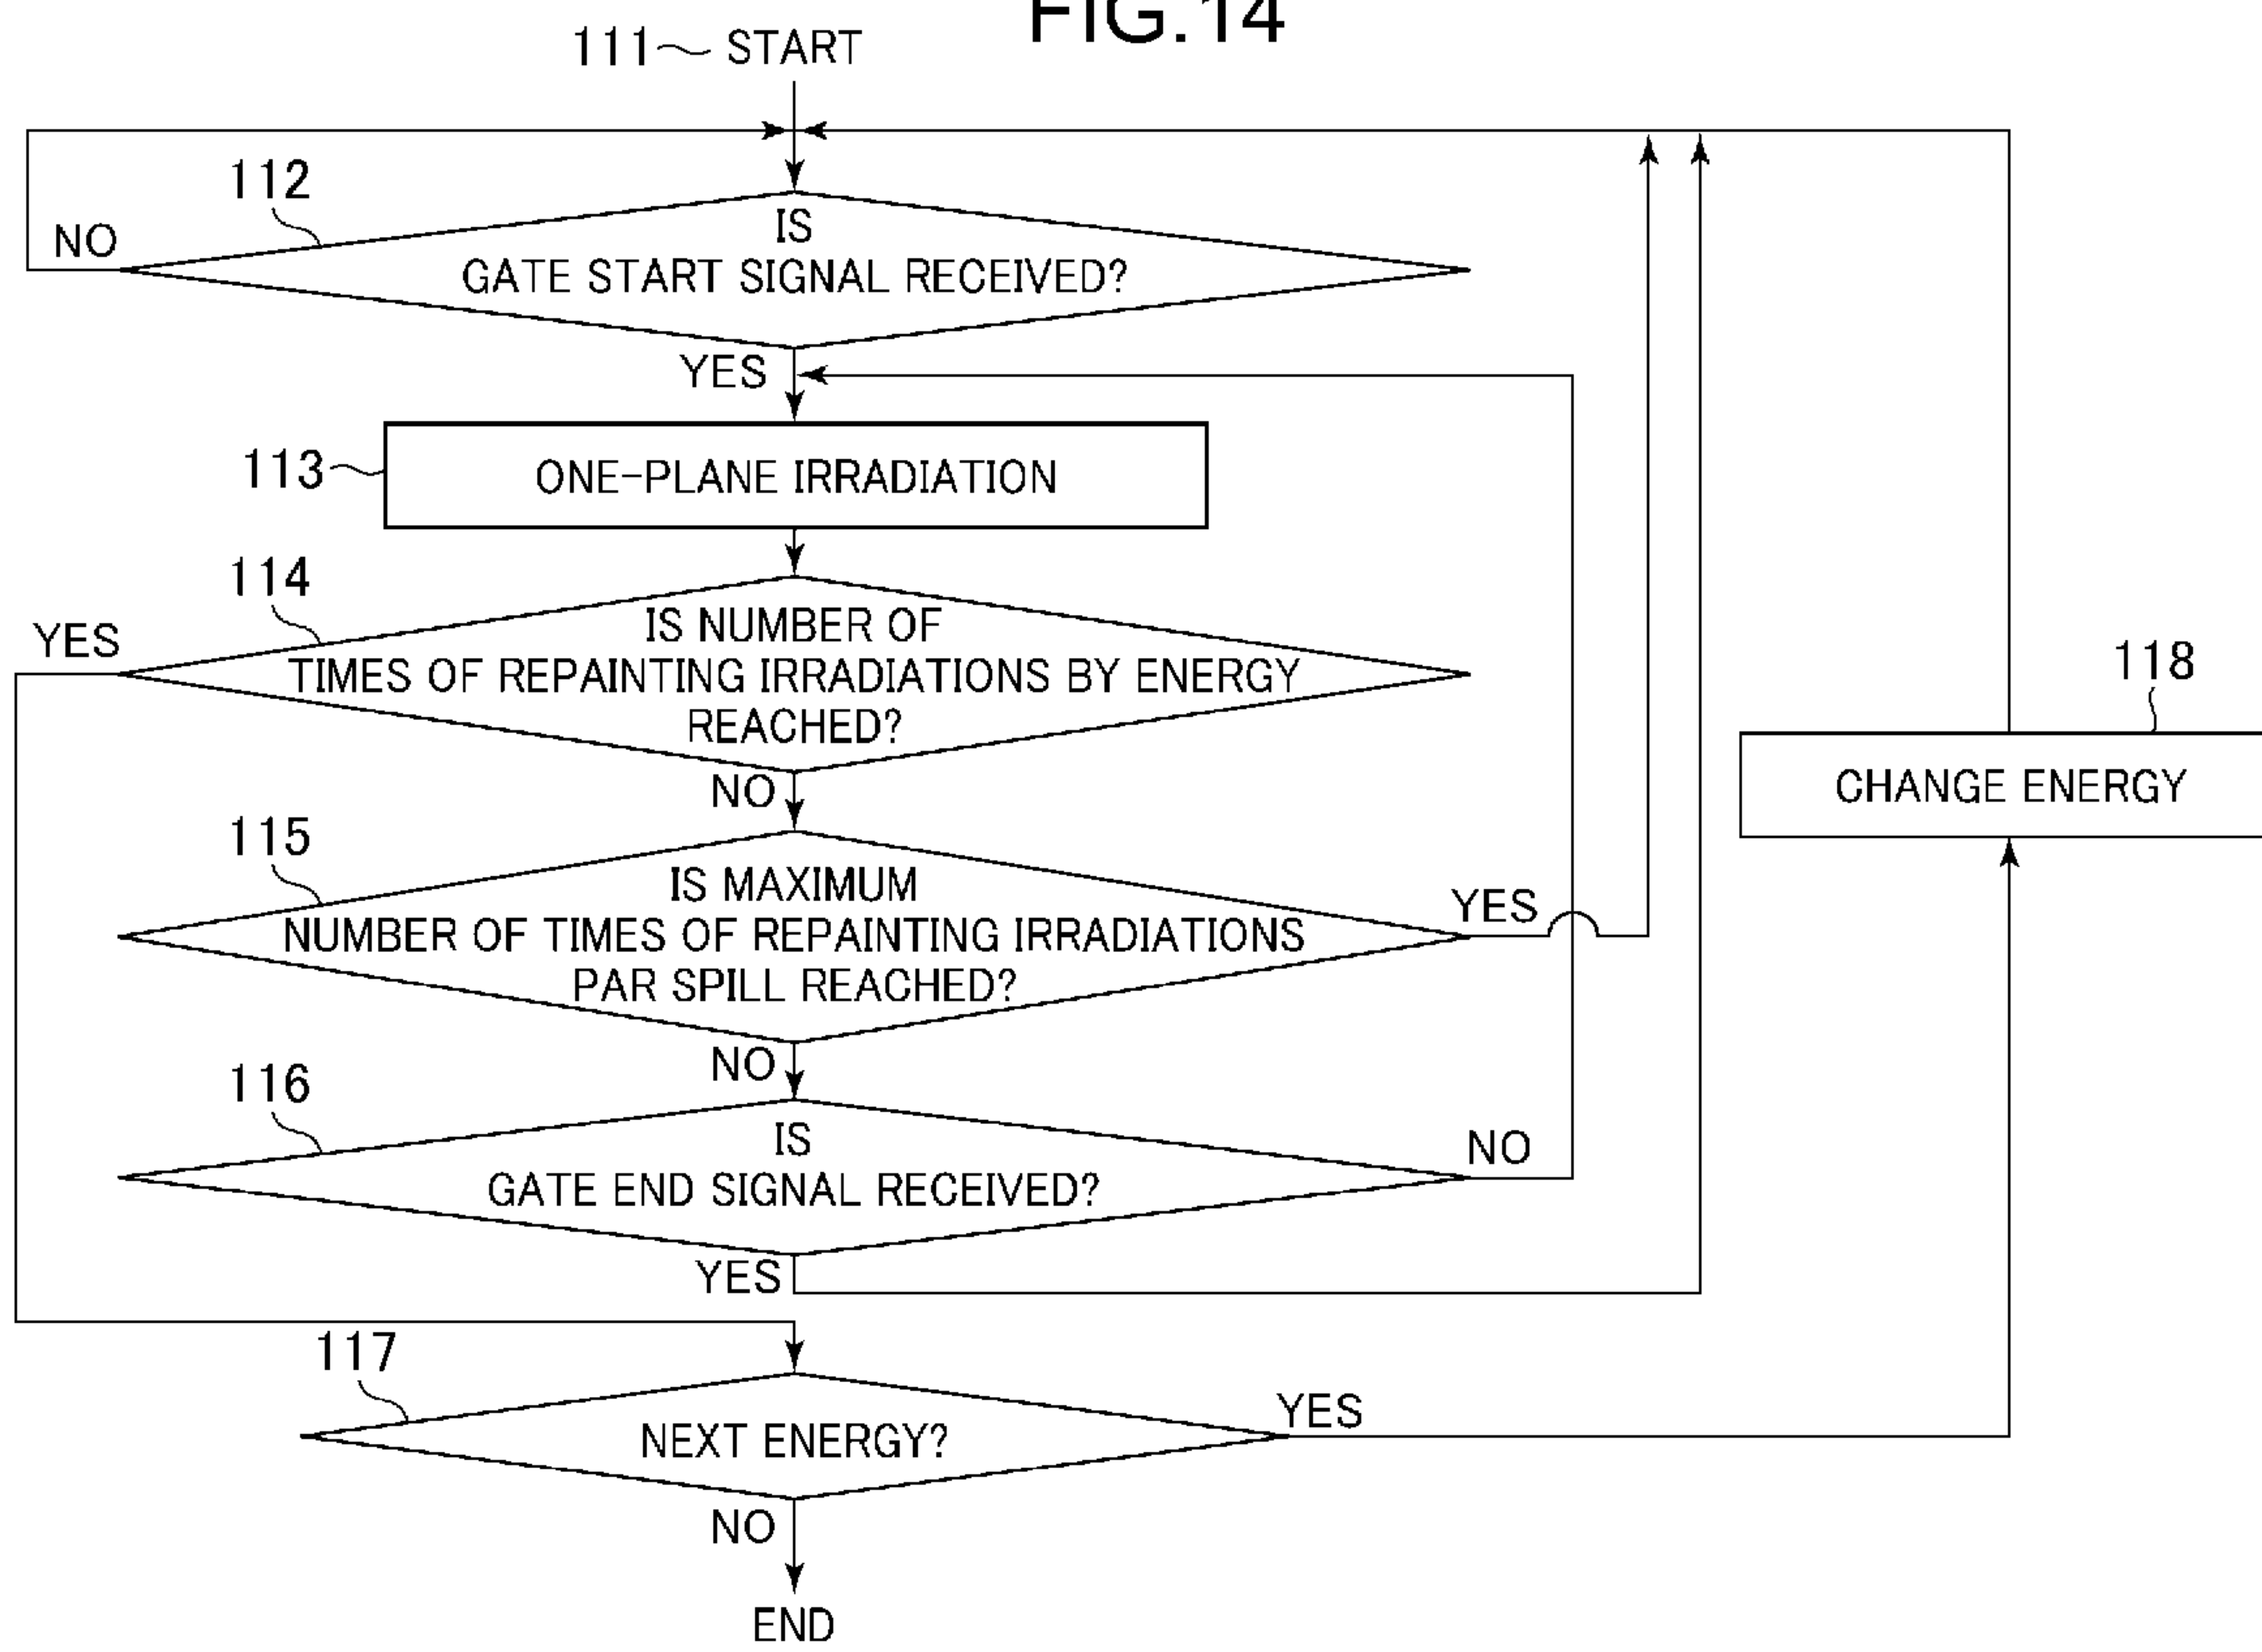 FIG.14
111 START
112
NO
IS
GATE START SIGNAL RECEIVED?
YES
113
ONE-PLANE IRRADIATION
114
YES
IS NUMBER OF
TIMES OF REPAINTING IRRADIATIONS BY ENERGY
REACHED?
NO
118
CHANGE ENERGY
115
IS MAXIMUM
NUMBER OF TIMES OF REPAINTING IRRADIATIONS
PAR SPILL REACHED?
YES
NO
116
IS
GATE END SIGNAL RECEIVED?
NO
YES
117
NEXT ENERGY?
YES
NO
END